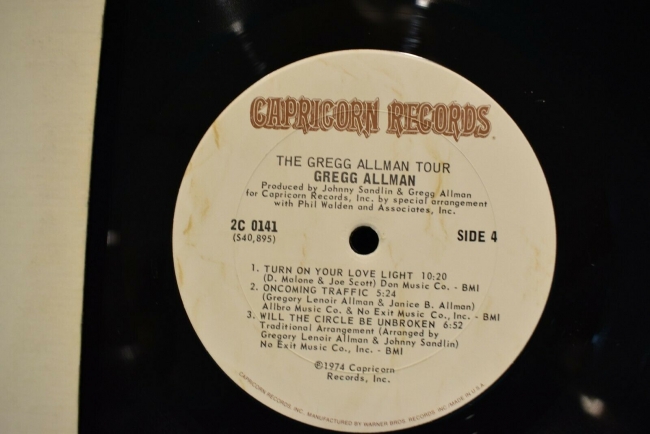 CAPRICORN RECORDS
THE GREGG ALLMAN TOUR
GREGG ALLMAN
Produced by Johnny Sandlin & Gregg Allman
for Capricorn Records, Inc. by special arrangement
with Phil Walden and Associates, Inc.
2C 0141
(S40,895)
SIDE 4
1. TURN ON YOUR LOVE LIGHT 10:20
(D. Malone & Joe Scott) Don Music Co. - BMI
2. ONCOMING TRAFFIC 5:24
(Gregory Lenoir Allman & Janice B. Allman)
Allbro Music Co. & No Exit Music Co., Inc. - BMI
3. WILL THE CIRCLE BE UNBROKEN 6:52
Traditional Arrangement (Arranged by
Gregory Lenoir Allman & Johnny Sandlin)
No Exit Music Co., Inc. - BMI
℗1974 Capricorn
Records, Inc.
CAPRICORN RECORDS, INC. MANUFACTURED BY WARNER BROS. RECORDS INC./MADE IN U.S.A.